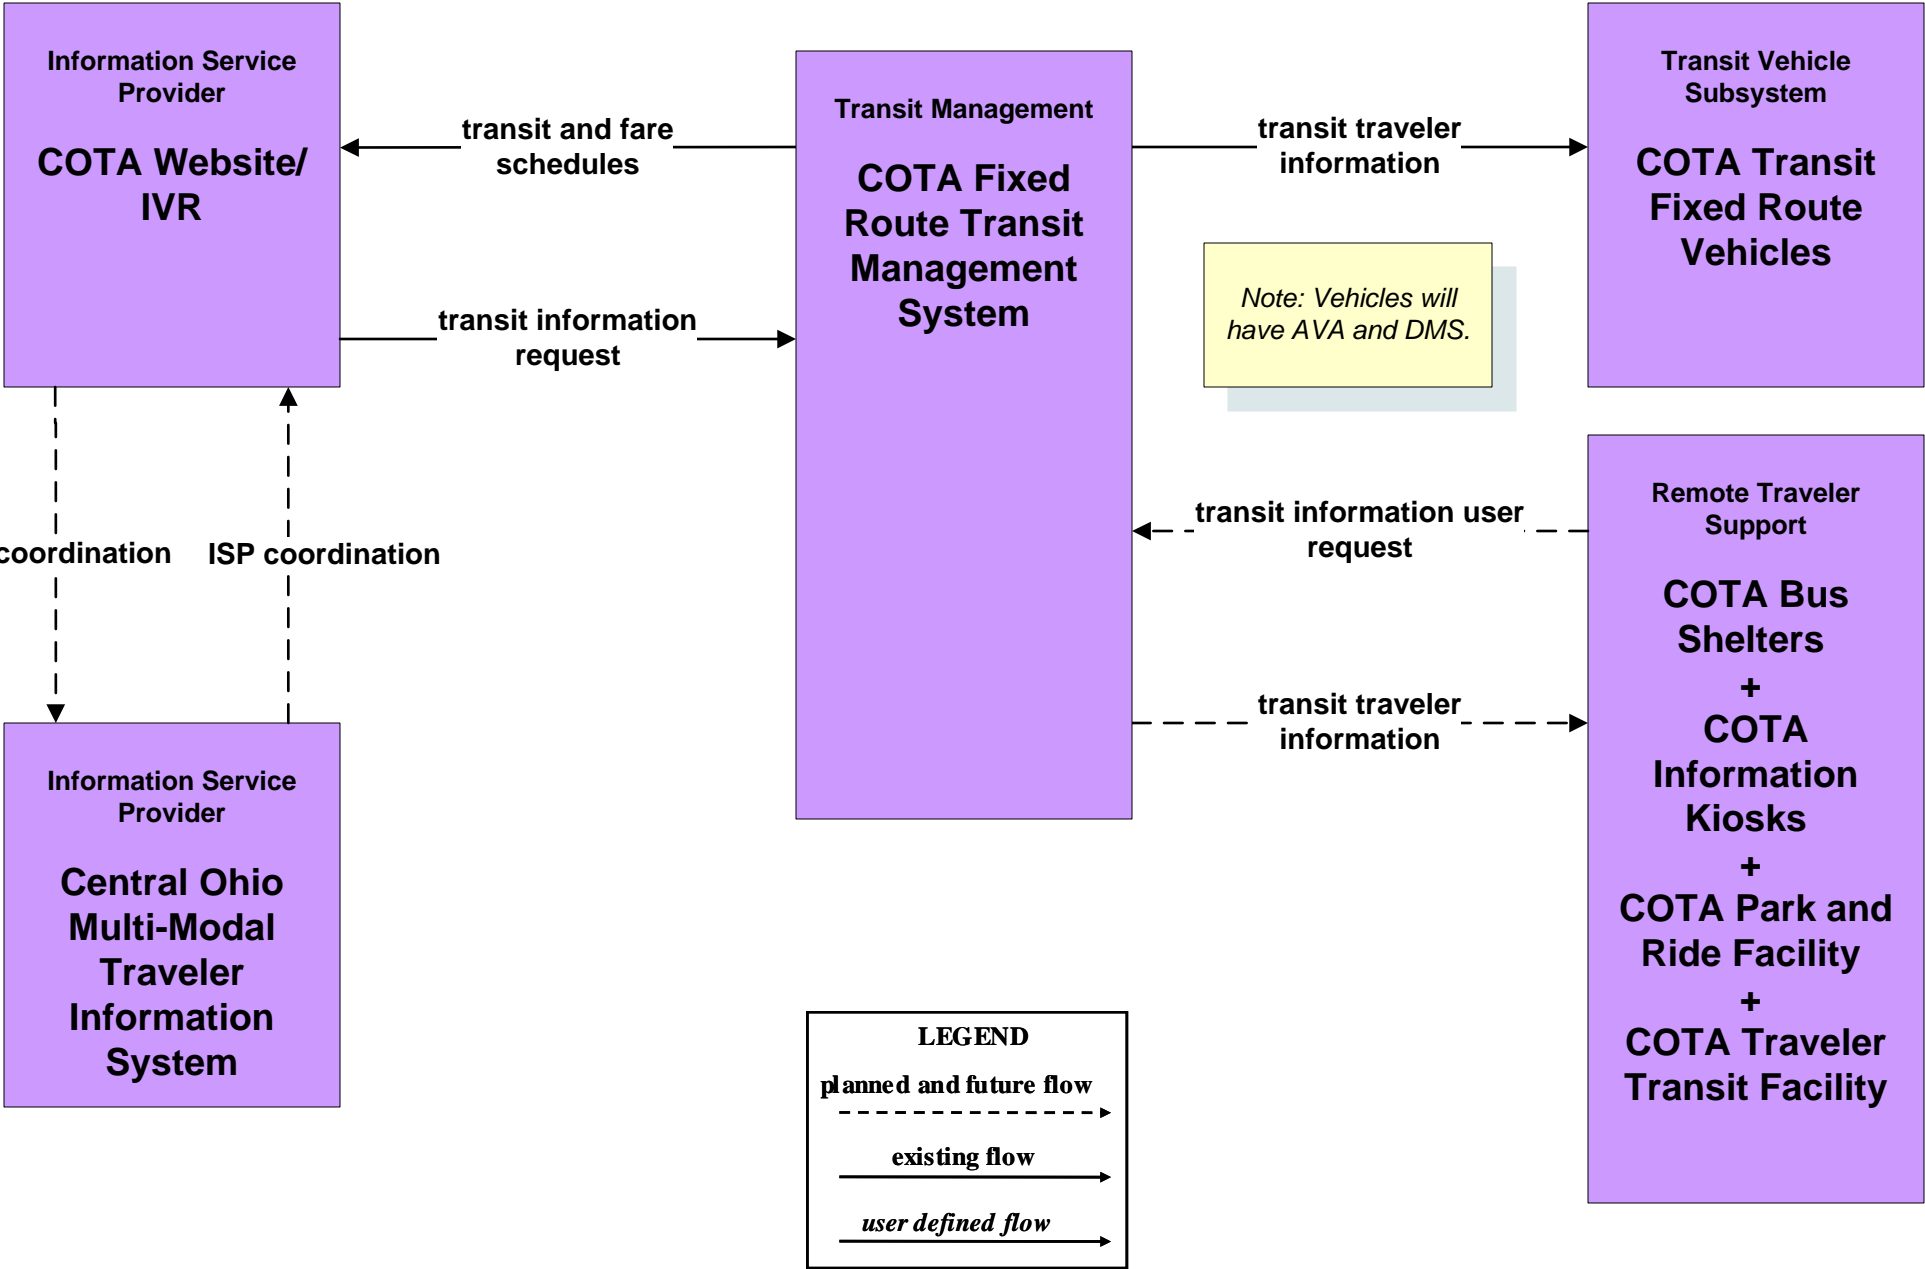 Information Service
Provider
COTA Website/
IVR
transit and fare
schedules
transit information
request
Transit Management
COTA Fixed
Route Transit
Management
System
transit traveler
information
Note: Vehicles will
have AVA and DMS.
Transit Vehicle
Subsystem
COTA Transit
Fixed Route
Vehicles
coordination
ISP coordination
transit information user
request
transit traveler
information
Remote Traveler
Support
COTA Bus
Shelters
+
COTA
Information
Kiosks
+
COTA Park and
Ride Facility
+
COTA Traveler
Transit Facility
Information Service
Provider
Central Ohio
Multi-Modal
Traveler
Information
System
LEGEND
planned and future flow
existing flow
user defined flow